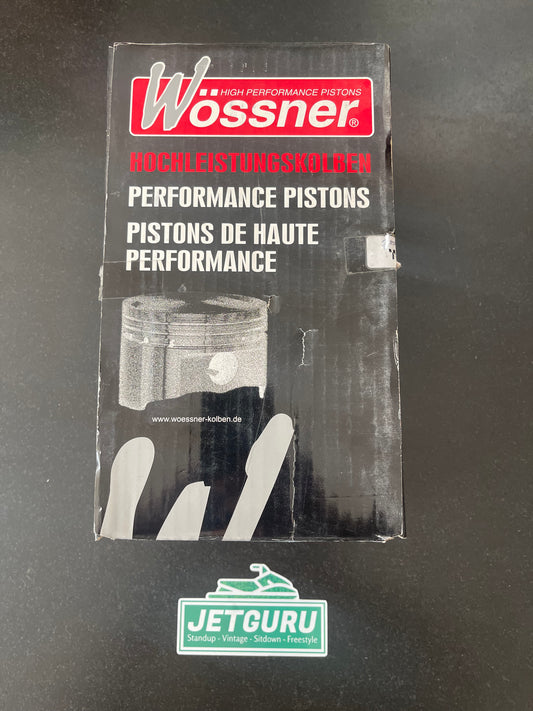 HIGH PERFORMANCE PISTONS
Wössner®
HOCHLEISTUNGSKOLBEN
PERFORMANCE PISTONS
PISTONS DE HAUTE
PERFORMANCE
www.woessner-kolben.de
JETGURU
Standup - Vintage - Sitdown - Freestyle